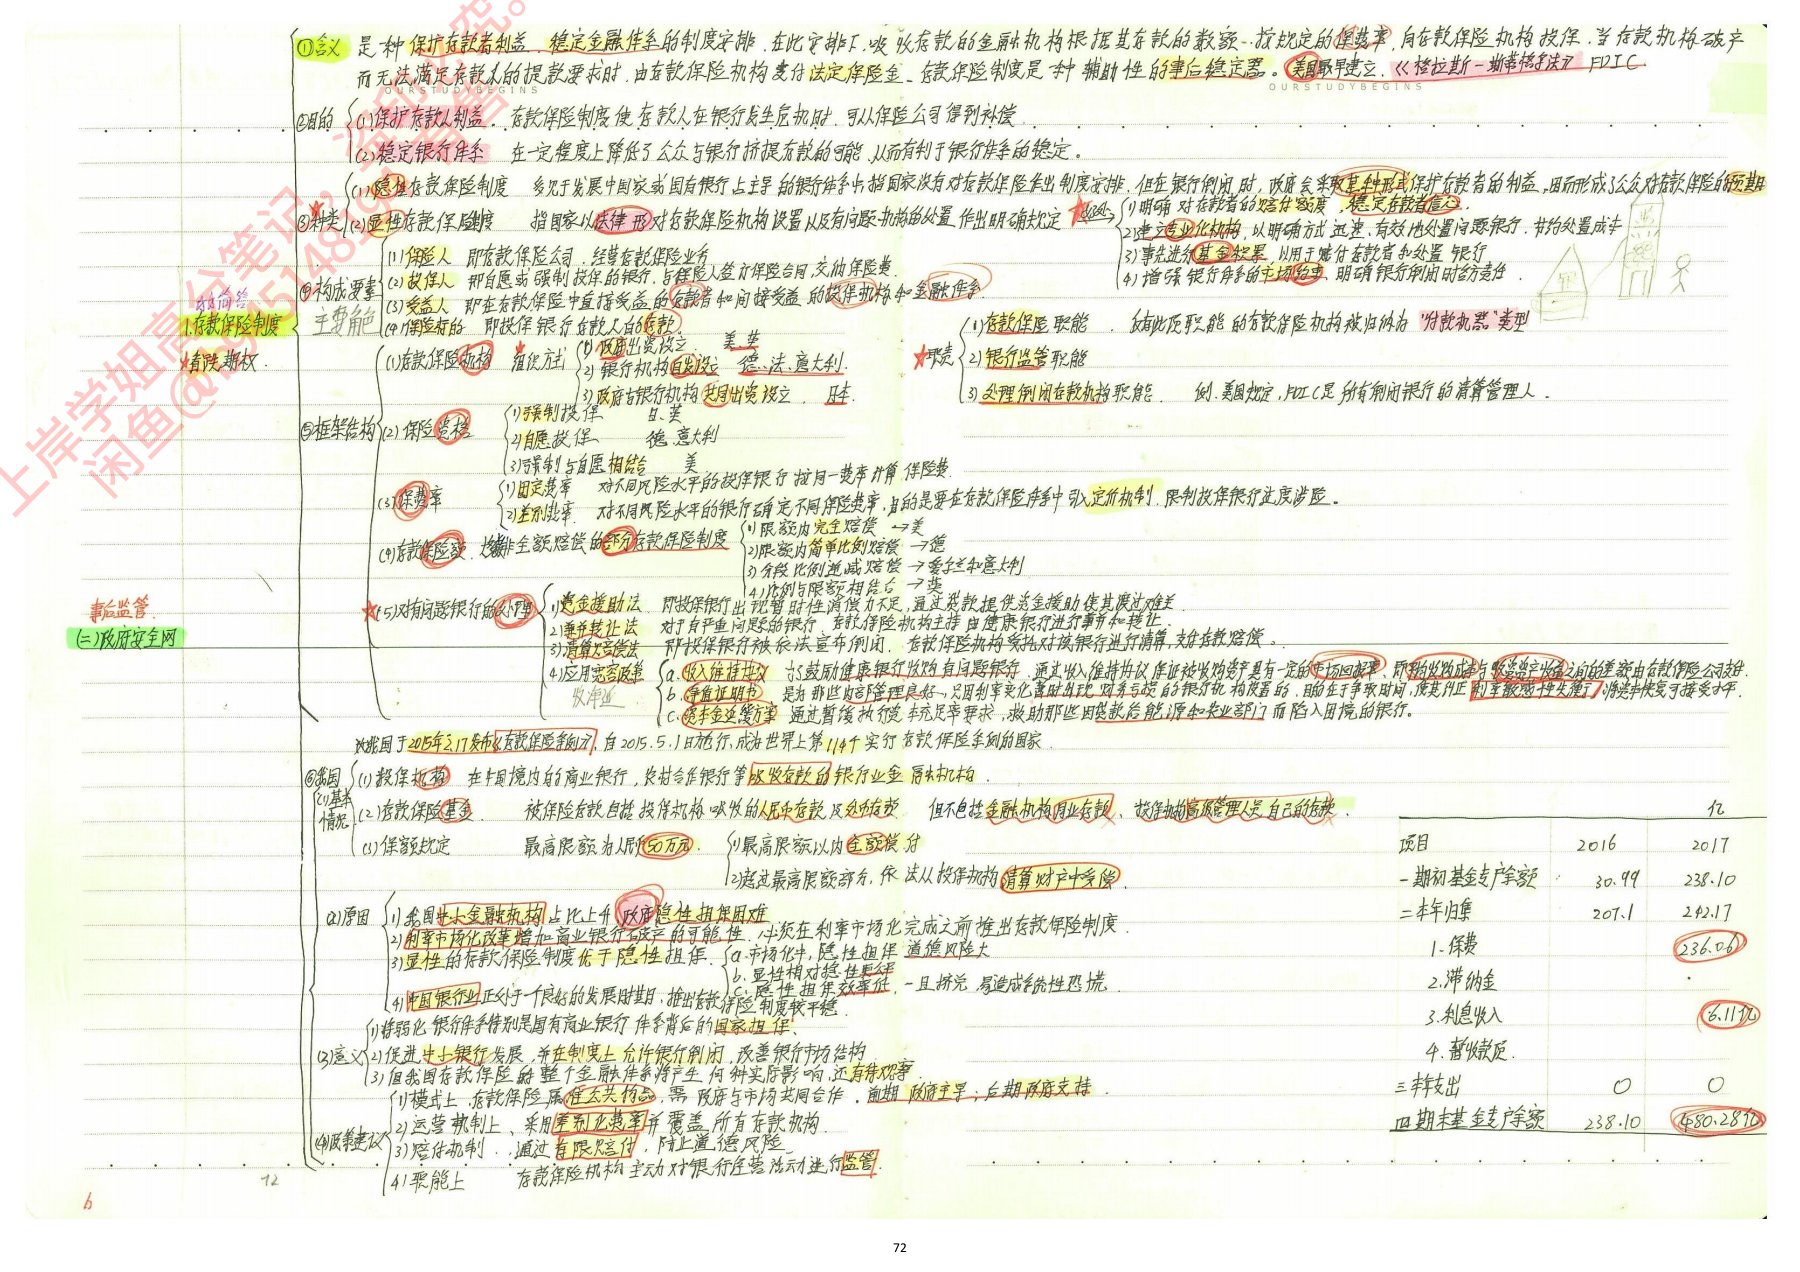 ①含义 是一种保护存款者利益、稳定金融体系的制度安排,在此安排下,吸收存款的金融机构根据其存款的数额,按规定的保费率,向存款保险机构投保,当存款机构破产
而无法满足存款人的提款要求时,由存款保险机构支付法定保险金。存款保险制度是一种辅助性的事后稳定器。美国最早建立.《格拉斯—斯蒂格尔法》FDIC.
OURSTUDYBEGINS OURSTUDYBEGINS
②目的
(1)保护存款人利益. 存款保险制度使存款人在银行发生危机时,可以从保险公司得到补偿
(2)稳定银行体系 在一定程度上降低了公众与银行挤提存款的可能,从而有利于银行体系的稳定。
③种类
(1)隐性存款保险制度 多见于发展中国家或国有银行占主导的银行体系中,指国家没有对存款保险作出制度安排,但在银行倒闭时,政府会采取某种形式保护存款者的利益,因而形成了公众对存款保险的预期
(2)显性存款保险制度 指国家以法律形式对存款保险机构设置以及有问题机构的处置作出明确规定
1)明确对存款者的赔付额度,稳定存款者信心.
2)建立专业化机构,以明确方式迅速、有效地处置问题银行,节约处置成本
3)事先进行基金积累,以用于赔付存款者和处置银行
4)增强银行体系的市场约束,明确银行倒闭时各方责任.
④构成要素
(1)保险人 即存款保险公司,经营存款保险业务
(2)投保人 即自愿或强制投保的银行,与保险人签订保险合同,交纳保险费.
(3)受益人 即在存款保险中直接受益的存款者和间接受益的投保机构和金融体系.
(4)保险标的 即投保银行存款人的存款.
1.存款保险制度
看跌期权
⑤框架结构
(1)存款保险机构 组织方式
1)政府出资设立 美、英
2)银行机构自发设立 德、法、意大利.
3)政府与银行机构共同出资设立. 日本
职责
1)存款保险职能. 仅有此项职能的存款保险机构被归纳为"付款机器"类型
2)银行监管职能
3)处理倒闭存款机构职能. 例.美国规定,FDIC是所有倒闭银行的清算管理人.
(2)保险资格
1)强制投保 日、英
2)自愿投保 德、意大利
3)强制与自愿相结合 美
(3)保费率
1)固定费率 对不同风险水平的投保银行按同一费率计算保险费
2)差别费率. 对不同风险水平的银行确定不同保险费率,目的是要在存款保险体系中引入定价机制,限制投保银行过度涉险。
(4)存款保险额. 非全额赔偿的部分存款保险制度
1)限额内完全赔偿 →美
2)限额内简单比例赔偿 →德
3)分段比例递减赔偿 →爱尔兰和意大利
4)比例与限额相结合 →英
事后监管.
(二)政府安全网
(5)对有问题银行的处理
1)资金援助法 即投保银行出现暂时性清偿力不足,通过贷款提供资金援助使其渡过难关
2)兼并转让法 对于有严重问题的银行,存款保险机构主持由健康银行进行兼并和转让.
3)清算赔偿法 即投保银行被依法宣布倒闭,存款保险机构受托对该银行进行清算,支付存款赔偿。
4)应用宽容政策
收净延
a.收入维持协议 为鼓励健康银行收购有问题银行,通过收入维持协议保证被收购资产具有一定的市场回报率,即将收购成本与收益资产收益之间的差额由存款保险公司支持.
b.净值证明书. 是为那些内部管理良好,只因利率变化暂时出现财务亏损的银行机构设置的,目的在于争取时间,使其纠正利率敏感性失衡,将资本恢复可接受水平.
c.资本金延缓方案 通过暂缓执行资本充足率要求,救助那些因贷款给能源和农业部门而陷入困境的银行。
我国于2015年2.17发布《存款保险条例》,自2015.5.1日施行,成为世界上第114个实行存款保险条例的国家
⑥我国
(1)基本情况
(1)投保机构 在中国境内的商业银行,农村合作银行等吸收存款的银行业金融机构.
(2)存款保险基金 被保险存款包括投保机构吸收的人民币存款及外币存款 但不包括金融机构同业存款、投保机构高级管理人员自己的存款
(3)保额规定 最高限额为人民币50万元.
1)最高限额以内全额偿付
2)超过最高限额部分,依法从投保机构清算财产中受偿.
(2)原因
1)我国中小金融机构占比上升,政府隐性担保困难
2)利率市场化改革增加商业银行破产的可能性,必须在利率市场化完成之前推出存款保险制度.
3)显性的存款保险制度优于隐性担保.
a.市场化中,隐性担保道德风险大
b.显性相对隐性更公平
c.隐性担保效率低,一旦挤兑,易造成系统性恐慌.
4)中国银行业正处于一个良好的发展时期,推出存款保险制度较平稳.
(3)意义
1)将弱化银行体系特别是国有商业银行体系背后的国家担保.
2)促进中小银行发展,并在制度上允许银行倒闭,改善银行市场结构
3)但我国存款保险对整个金融体系将产生何种实际影响,还有待观察.
(4)政策建议
1)模式上,存款保险属准公共物品,需政府与市场共同合作,前期政府主导;后期政府支持.
2)运营机制上、采用差别化费率并覆盖所有存款机构.
3)赔付机制.,通过有限赔付,防止道德风险
4)职能上 存款保险机构主动对银行经营活动进行监管.
亿
项目 2016 2017
一期初基金专户余额 30.99 238.10
二本年归集 207.1 242.17
1.保费 236.06
2.滞纳金 .
3.利息收入 6.11亿
4.暂收款项.
三本年支出 0 0
四期末基金专户余额 238.10 480.28亿
72
6
72
上岸学姐高分笔记,
闲鱼@